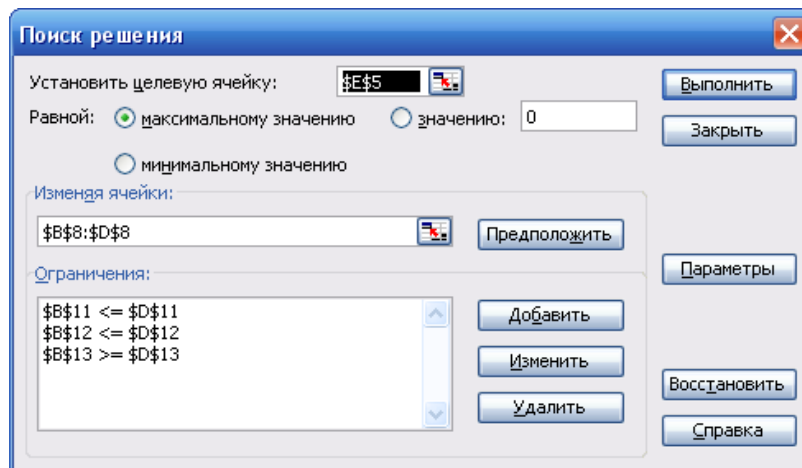 Поиск решения
Установить целевую ячейку: $E$5
Выполнить
Равной: максимальному значению значению: 0
Закрыть
минимальному значению
Изменяя ячейки:
$B$8:$D$8
Предположить
Ограничения:
Параметры
$B$11 <= $D$11
Добавить
$B$12 <= $D$12
$B$13 >= $D$13
Изменить
Восстановить
Удалить
Справка